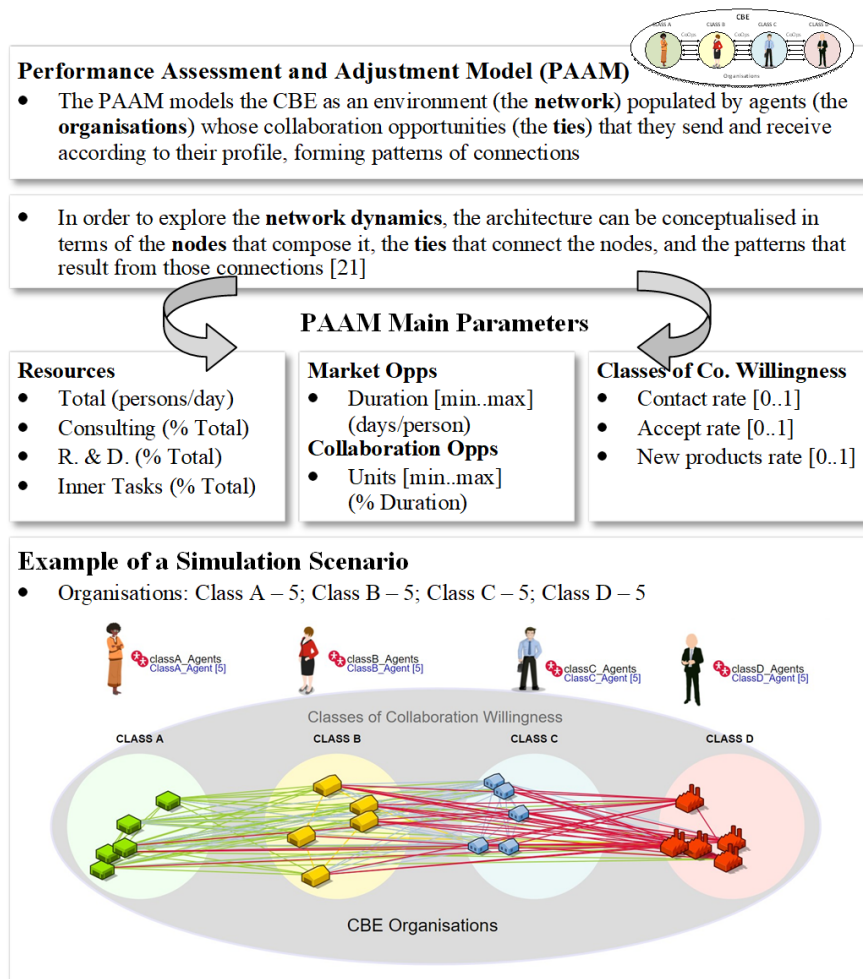 CBE
CLASS A
CLASS B
CLASS C
CoOps
CoOps
CoOps
Organisations
Performance Assessment and Adjustment Model (PAAM)
• The PAAM models the CBE as an environment (the network) populated by agents (the
organisations) whose collaboration opportunities (the ties) that they send and receive
according to their profile, forming patterns of connections
• In order to explore the network dynamics, the architecture can be conceptualised in
terms of the nodes that compose it, the ties that connect the nodes, and the patterns that
result from those connections [21]
PAAM Main Parameters
Resources
• Total (persons/day)
• Consulting (% Total)
• R. & D. (% Total)
• Inner Tasks (% Total)
Market Opps
• Duration [min..max]
(days/person)
Collaboration Opps
• Units [min..max]
(% Duration)
Classes of Co. Willingness
• Contact rate [0..1]
• Accept rate [0..1]
• New products rate [0..1]
Example of a Simulation Scenario
• Organisations: Class A – 5; Class B – 5; Class C – 5; Class D – 5
classA_Agents
ClassA_Agent [5]
classB_Agents
ClassB_Agent [5]
classC_Agents
ClassC_Agent [5]
classD_Agents
ClassD_Agent [5]
Classes of Collaboration Willingness
CLASS A
CLASS B
CLASS C
CLASS D
CBE Organisations